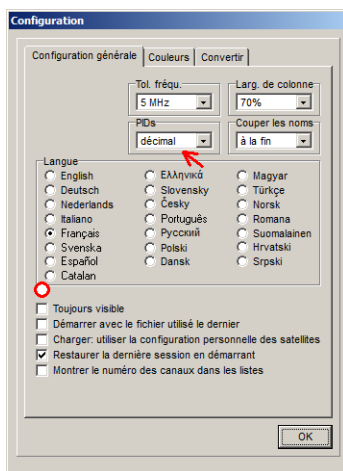 Configuration
Configuration générale Couleurs Convertir
Tol. fréqu. Larg. de colonne
5 MHz 70%
PIDs Couper les noms
décimal à la fin
Langue
English Ελληνικά Magyar
Deutsch Slovensky Türkçe
Nederlands Česky Norsk
Italiano Português Romana
Français Русский Suomalainen
Svenska Polski Hrvatski
Español Dansk Srpski
Catalan
Toujours visible
Démarrer avec le fichier utilisé le dernier
Charger: utiliser la configuration personnelle des satellites
Restaurer la dernière session en démarrant
Montrer le numéro des canaux dans les listes
OK